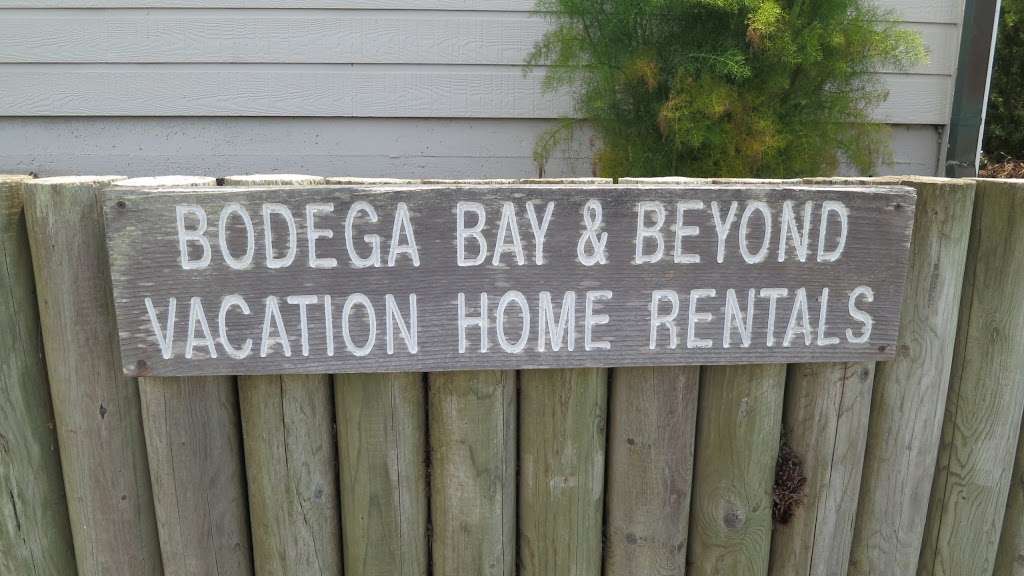 BODEGA BAY & BEYOND
VACATION HOME RENTALS